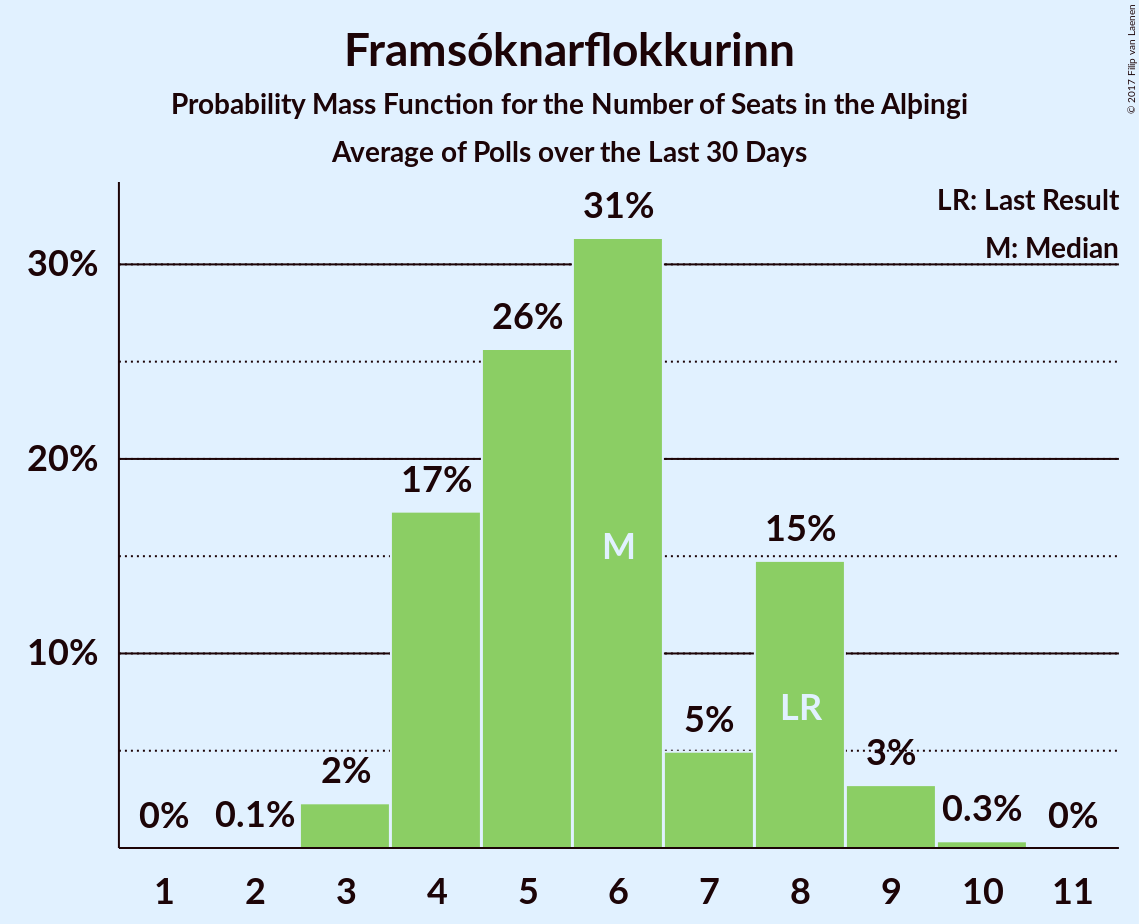 Framsóknarflokkurinn
Probability Mass Function for the Number of Seats in the Alþingi
Average of Polls over the Last 30 Days
© 2017 Filip van Laenen
LR: Last Result
M: Median
30%
20%
10%
0%
0.1%
2%
17%
26%
31%
5%
15%
3%
0.3%
0%
M
LR
1 2 3 4 5 6 7 8 9 10 11